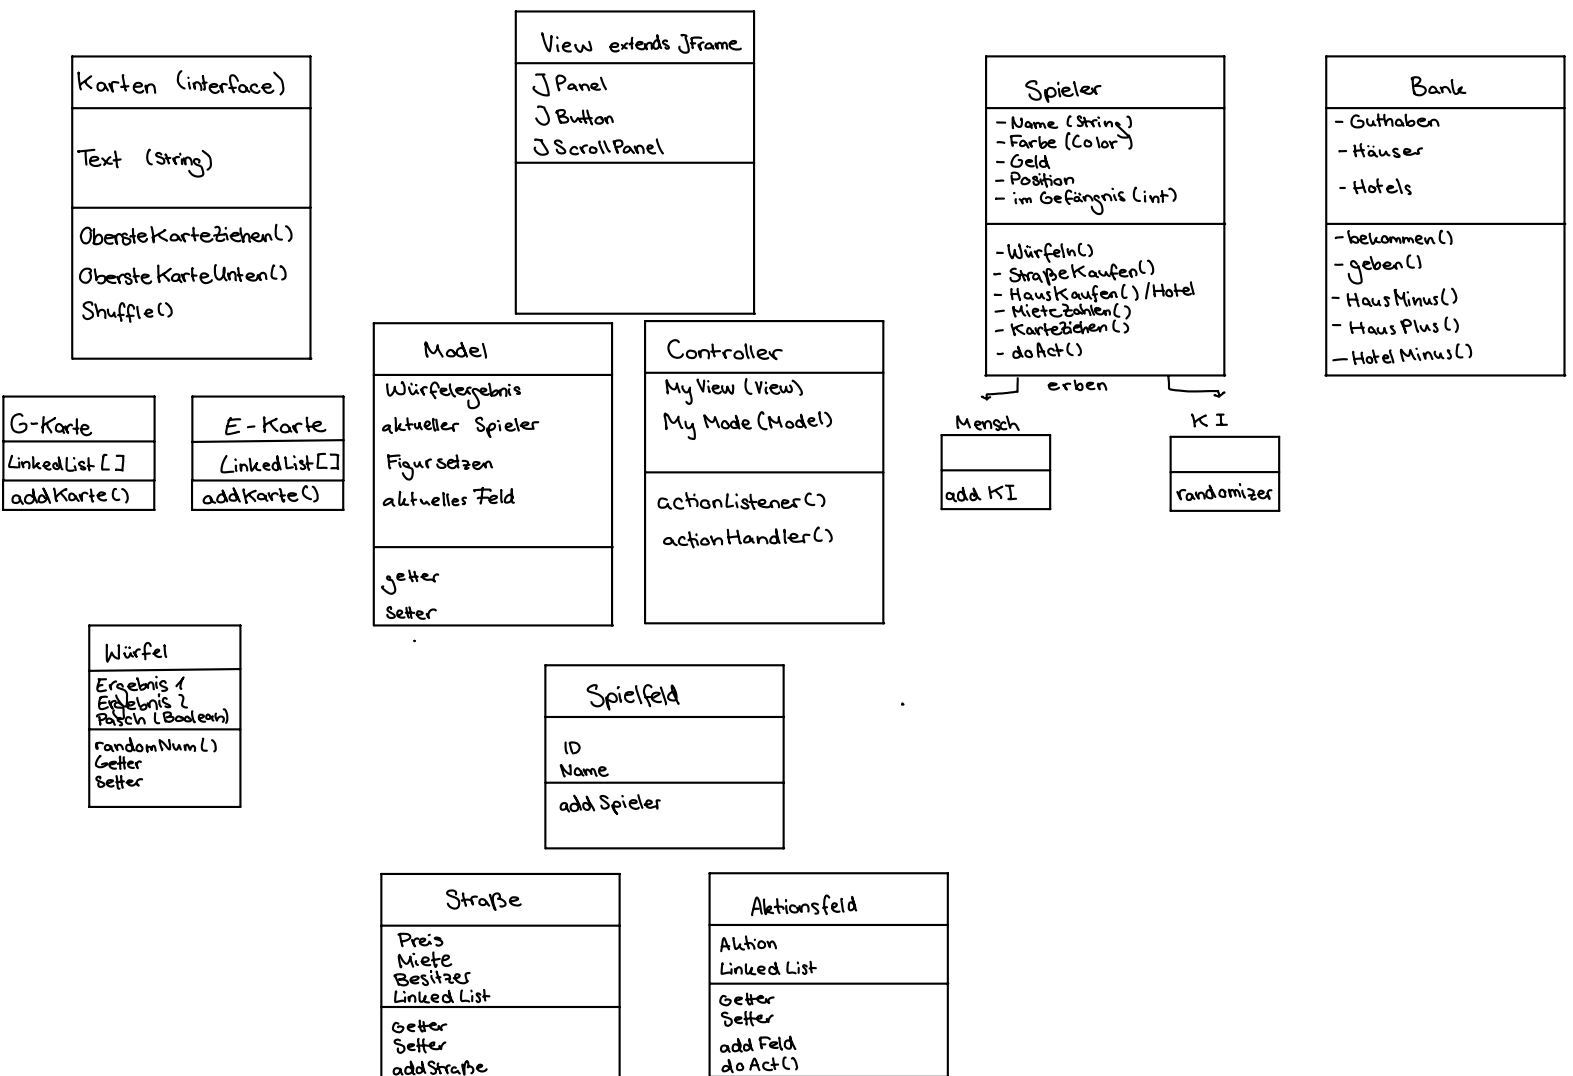 Karten (interface)
Text (String)
ObersteKarteZiehen()
ObersteKarteUnten()
Shuffle()
G-Karte
LinkedList[]
addKarte()
E-Karte
LinkedList[]
addKarte()
View extends JFrame
JPanel
JButton
JScrollPanel
Model
Würfelergebnis
aktueller Spieler
Figur setzen
aktuelles Feld
getter
Setter
Controller
My View (View)
My Mode (Model)
actionListener()
actionHandler()
Spieler
- Name (String)
- Farbe (Color)
- Geld
- Position
- im Gefängnis (int)
- Würfeln()
- StraßeKaufen()
- HausKaufen()/Hotel
- MieteZahlen()
- KarteZiehen()
- doAct()
erben
Mensch
add KI
KI
randomizer
Bank
- Guthaben
- Häuser
- Hotels
- bekommen()
- geben()
- HausMinus()
- HausPlus()
- HotelMinus()
Würfel
Ergebnis 1
Ergebnis 2
Pasch (Boolean)
randomNum()
Getter
Setter
Spielfeld
ID
Name
add Spieler
Straße
Preis
Miete
Besitzer
Linked List
Getter
Setter
addStraße
Aktionsfeld
Aktion
Linked List
Getter
Setter
add Feld
doAct()